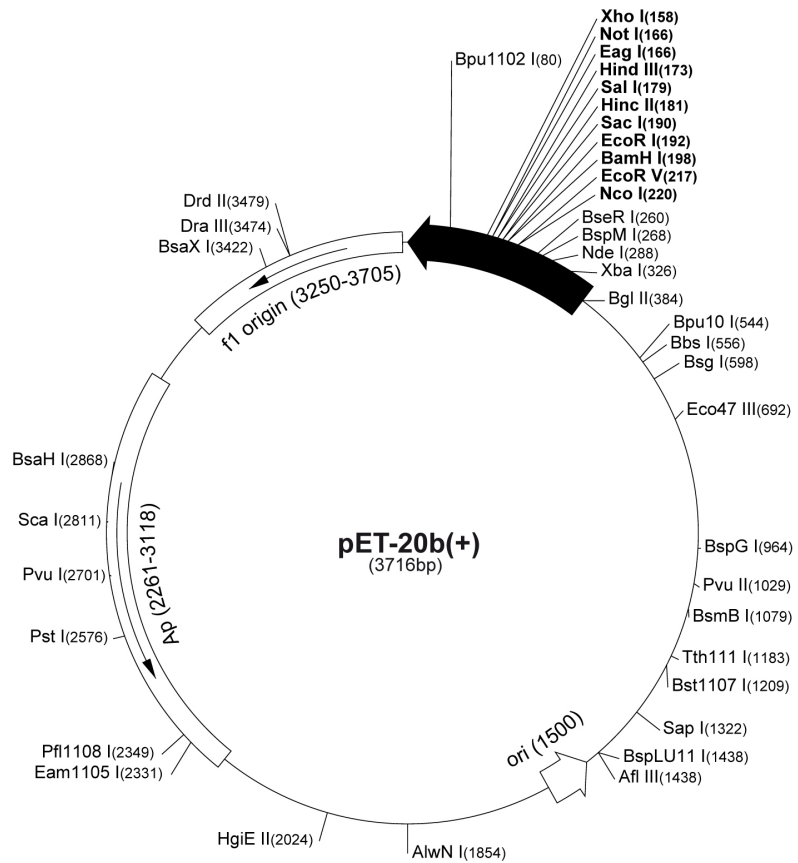 Xho I(158)
Not I(166)
Eag I(166)
Hind III(173)
Sal I(179)
Hinc II(181)
Sac I(190)
EcoR I(192)
BamH I(198)
EcoR V(217)
Nco I(220)
Bpu1102 I(80)
BseR I(260)
BspM I(268)
Nde I(288)
Xba I(326)
Bgl II(384)
Bpu10 I(544)
Bbs I(556)
Bsg I(598)
Eco47 III(692)
BspG I(964)
Pvu II(1029)
BsmB I(1079)
Tth111 I(1183)
Bst1107 I(1209)
Sap I(1322)
BspLU11 I(1438)
Afl III(1438)
ori (1500)
AlwN I(1854)
HgiE II(2024)
Eam1105 I(2331)
Pfl1108 I(2349)
Pst I(2576)
Pvu I(2701)
Sca I(2811)
BsaH I(2868)
Ap (2261-3118)
BsaX I(3422)
Dra III(3474)
Drd II(3479)
f1 origin (3250-3705)
pET-20b(+)
(3716bp)